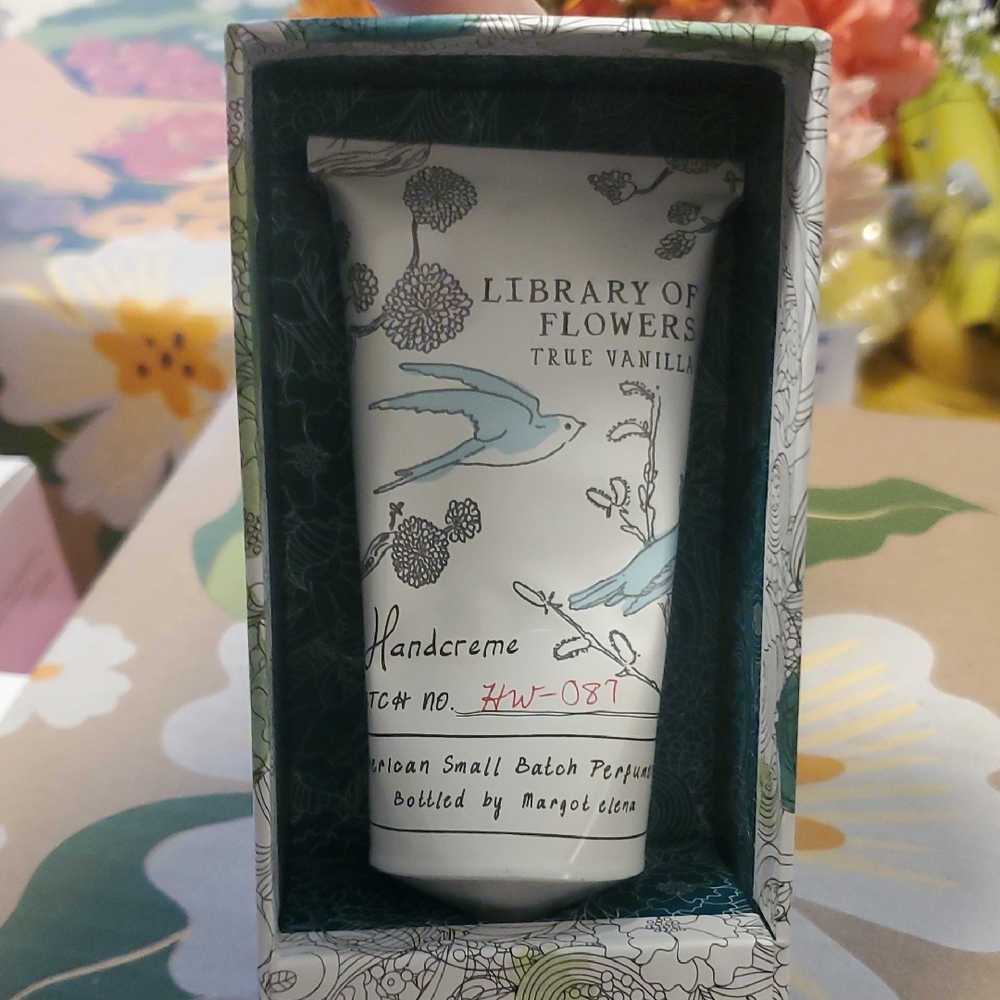 LIBRARY OF
FLOWERS
TRUE VANILLA
Handcreme
TCH NO. HW-087
erican Small Batch Perfume
Bottled by Margot elena